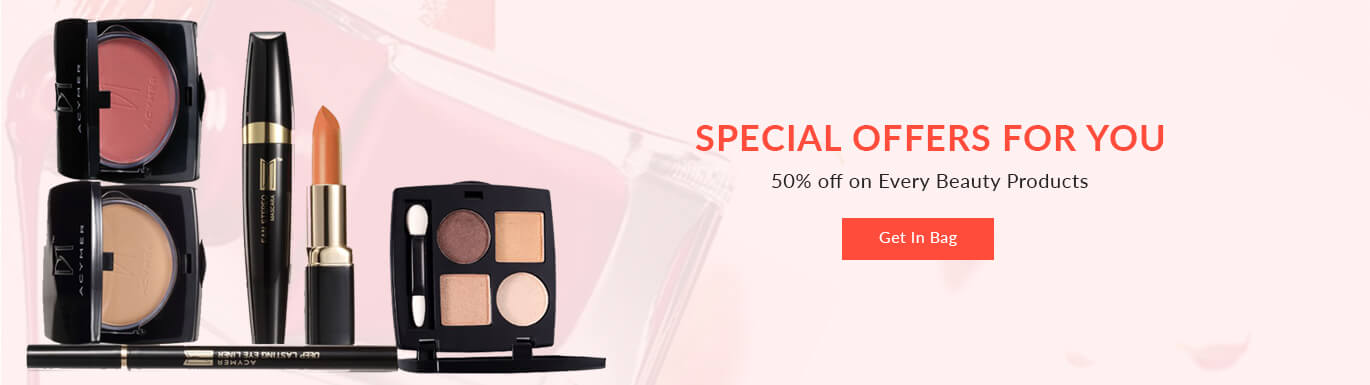 SPECIAL OFFERS FOR YOU
50% off on Every Beauty Products
Get In Bag
ACYMER
ACYMER
ACYMER
MASCARA
DEEP LASTING EYE LINER
ACYMER